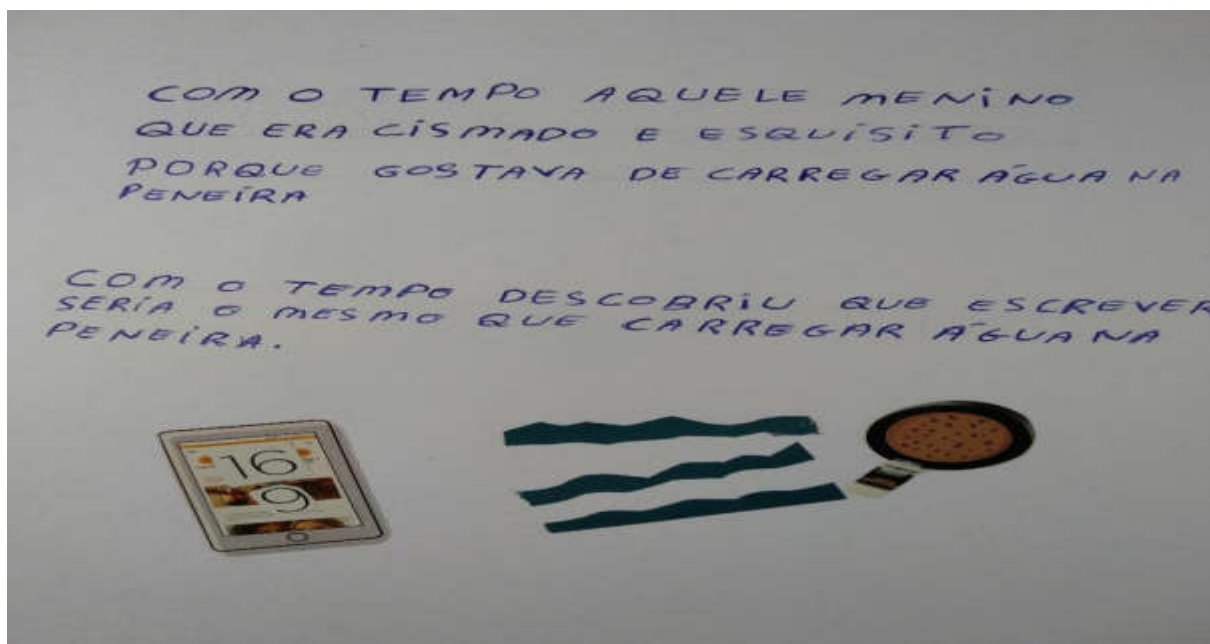 COM O TEMPO AQUELE MENINO
QUE ERA CISMADO E ESQUISITO
PORQUE GOSTAVA DE CARREGAR ÁGUA NA
PENEIRA
COM O TEMPO DESCOBRIU QUE ESCREVER
SERIA O MESMO QUE CARREGAR ÁGUA NA
PENEIRA.
16
9